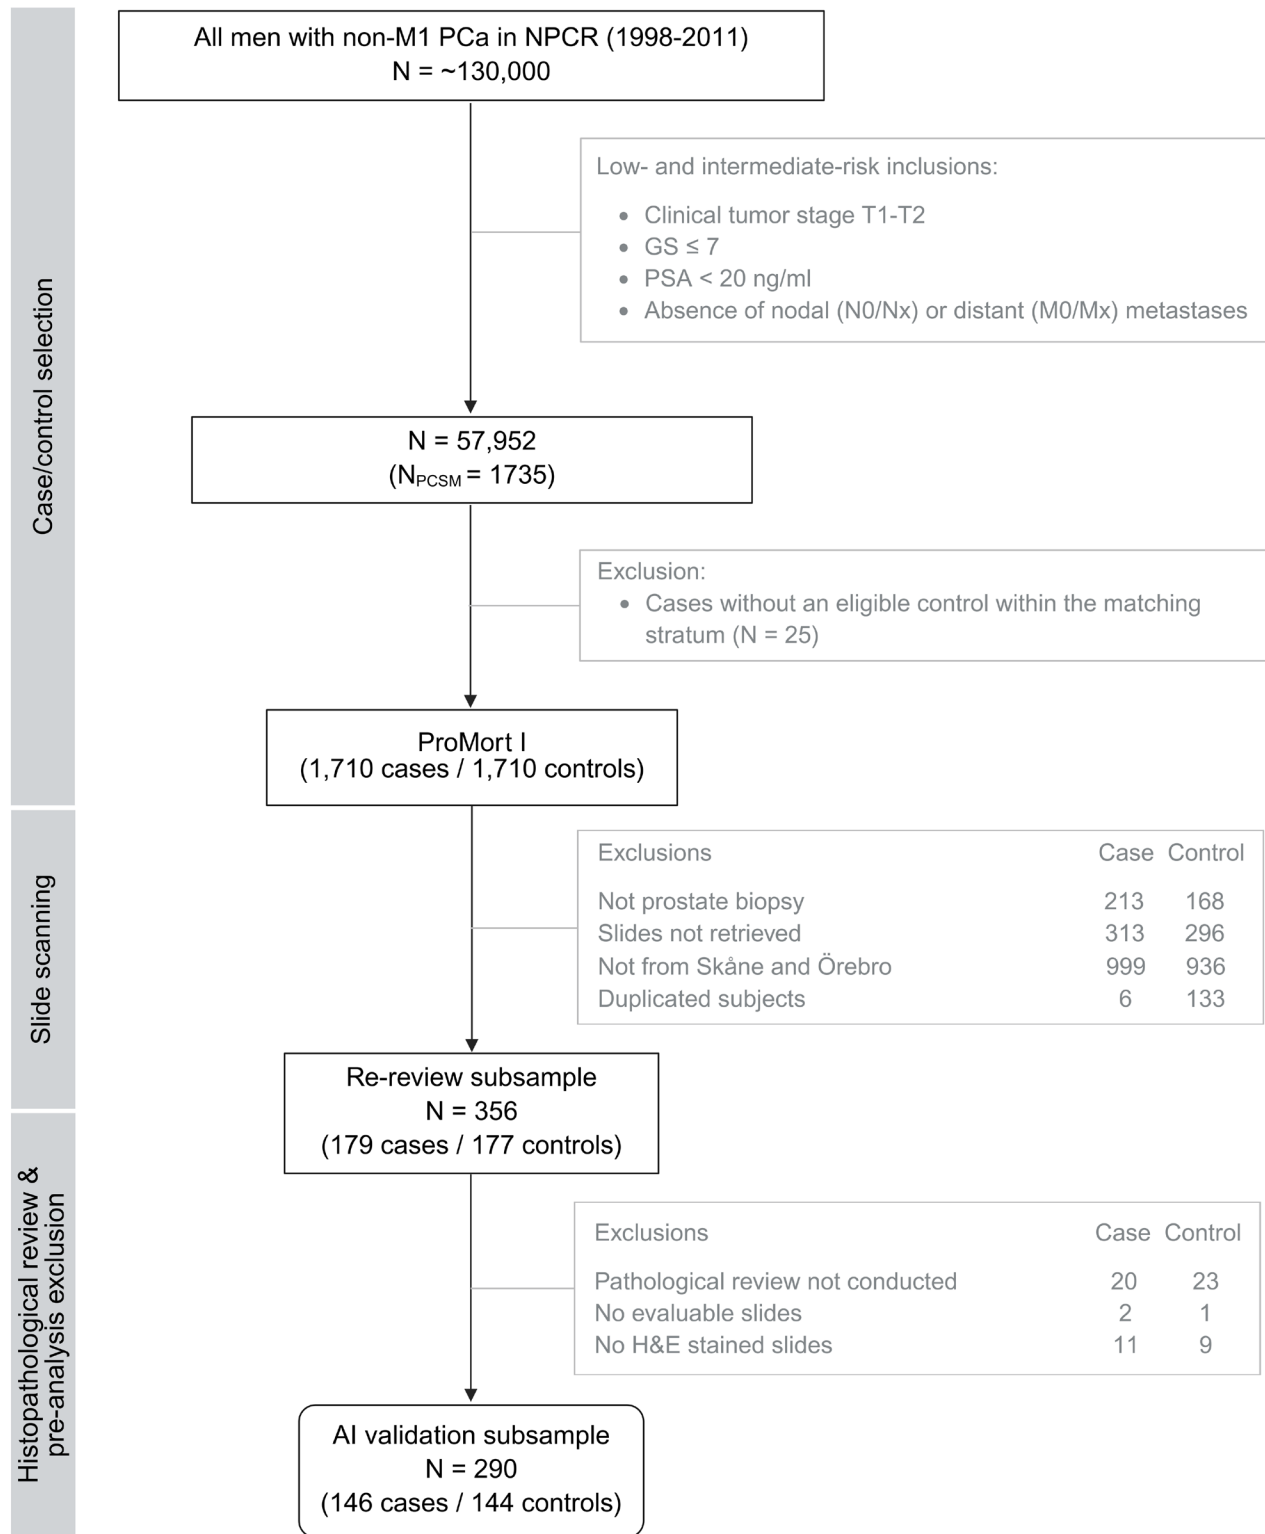 All men with non-M1 PCa in NPCR (1998-2011)
N = ~130,000
Low- and intermediate-risk inclusions:
• Clinical tumor stage T1-T2
• GS ≤ 7
• PSA < 20 ng/ml
• Absence of nodal (N0/Nx) or distant (M0/Mx) metastases
Case/control selection
N = 57,952
(NPCSM = 1735)
Exclusion:
• Cases without an eligible control within the matching
stratum (N = 25)
ProMort I
(1,710 cases / 1,710 controls)
Slide scanning
Exclusions Case Control
Not prostate biopsy 213 168
Slides not retrieved 313 296
Not from Skåne and Örebro 999 936
Duplicated subjects 6 133
Re-review subsample
N = 356
(179 cases / 177 controls)
Histopathological review &
pre-analysis exclusion
Exclusions Case Control
Pathological review not conducted 20 23
No evaluable slides 2 1
No H&E stained slides 11 9
AI validation subsample
N = 290
(146 cases / 144 controls)